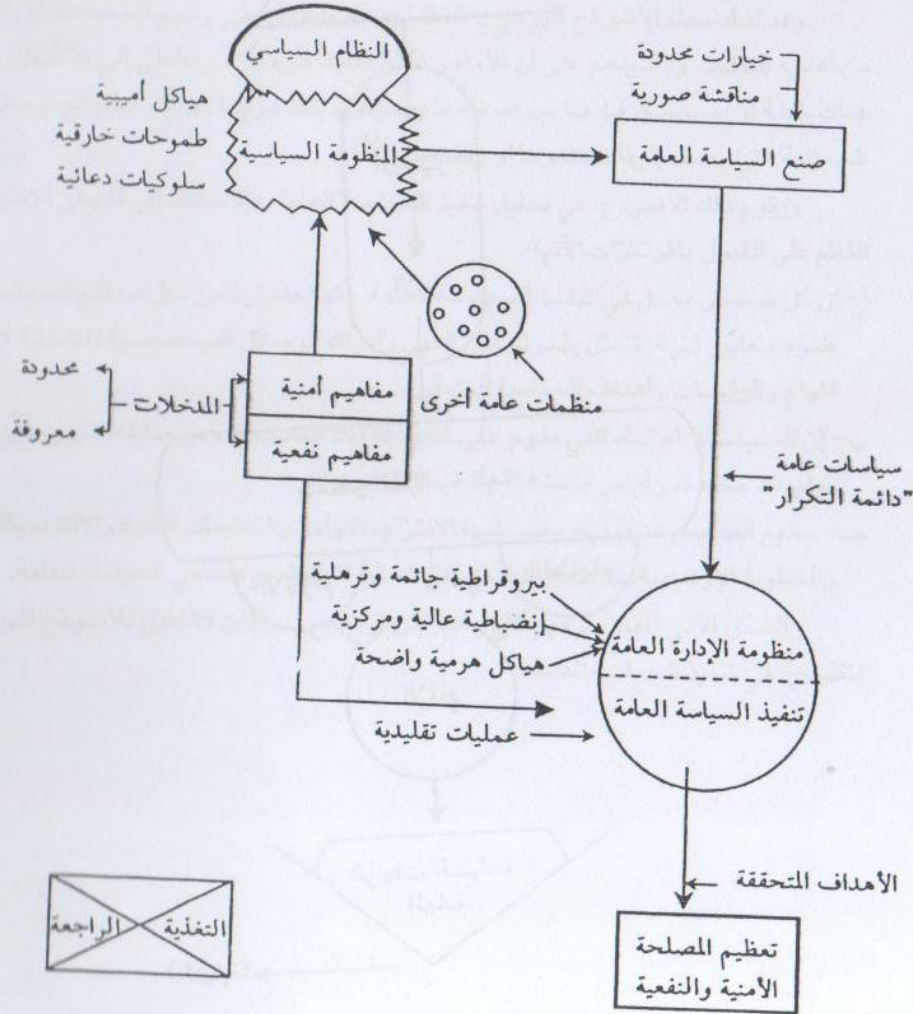 النظام السياسي
هياكل أميبية
طموحات خارقية
سلوكيات دعائية
المنظومة السياسية
خيارات محدودة
مناقشة صورية
صنع السياسة العامة
منظمات عامة أخرى
محدودة
معروفة
المدخلات
مفاهيم أمنية
مفاهيم نفعية
سياسات عامة
"دائمة التكرار"
بيروقراطية جائمة وترهلية
إنضباطية عالية ومركزية
هياكل هرمية واضحة
عمليات تقليدية
منظومة الإدارة العامة
تنفيذ السياسة العامة
الأهداف المتحققة
تعظيم المصلحة
الأمنية والنفعية
التغذية الراجعة